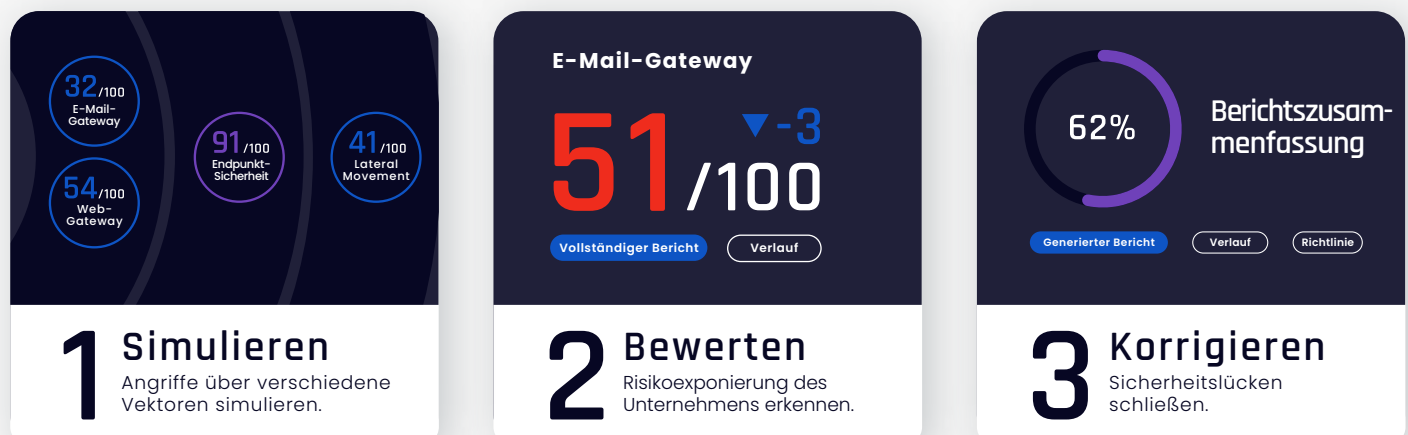 32/100
E-Mail-
Gateway
54/100
Web-
Gateway
91/100
Endpunkt-
Sicherheit
41/100
Lateral
Movement
1 Simulieren
Angriffe über verschiedene
Vektoren simulieren.
E-Mail-Gateway
51/100
-3
Vollständiger Bericht
Verlauf
2 Bewerten
Risikoexponierung des
Unternehmens erkennen.
62%
Berichtszusam-
menfassung
Generierter Bericht
Verlauf
Richtlinie
3 Korrigieren
Sicherheitslücken
schließen.